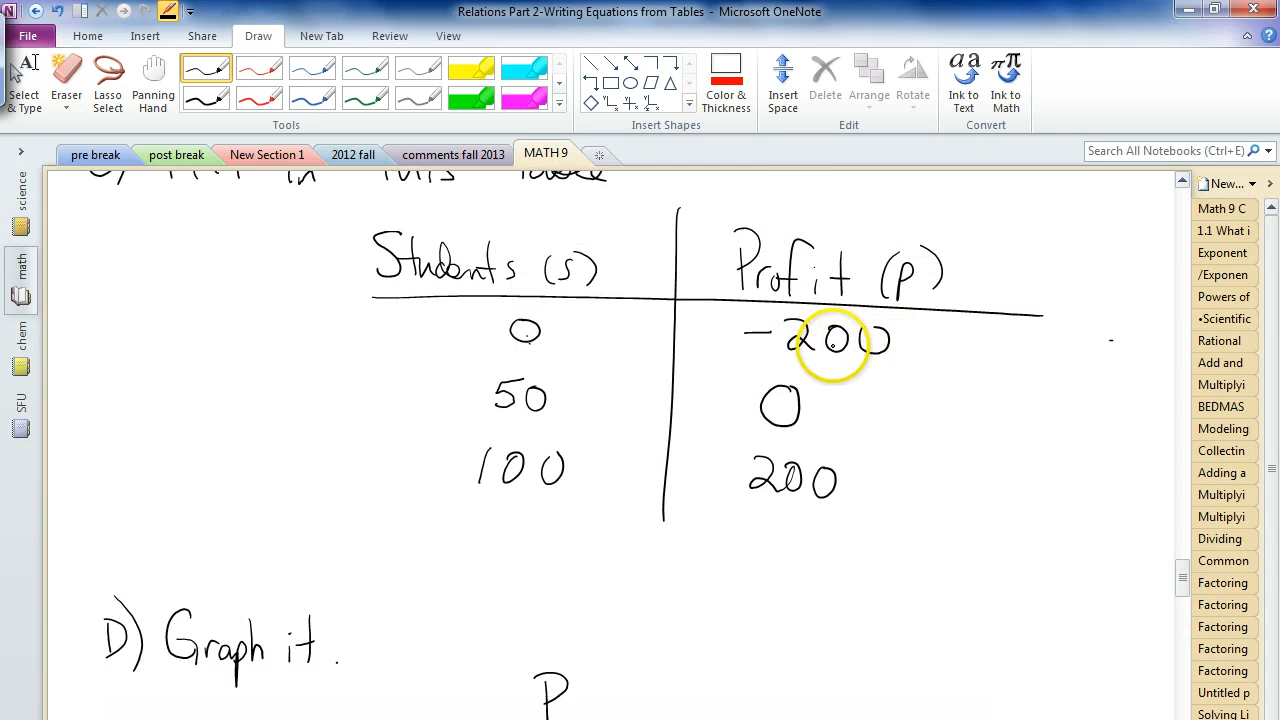 Relations Part 2-Writing Equations from Tables - Microsoft OneNote
File Home Insert Share Draw New Tab Review View
Select & Type
Eraser
Lasso Select
Panning Hand
Color & Thickness
Insert Space
Delete
Arrange
Rotate
Ink to Text
Ink to Math
Tools
Insert Shapes
Edit
Convert
pre break post break New Section 1 2012 fall comments fall 2013 MATH 9
Search All Notebooks (Ctrl+E)
science
math
chem
SFU
in this table
Students (s) Profit (p)
0 -200
50 0
100 200
D) Graph it.
P
New...
Math 9 C
1.1 What i
Exponent
/Exponen
Powers of
•Scientific
Rational
Add and
Multiplyi
BEDMAS
Modeling
Collectin
Adding a
Multiplyi
Multiplyi
Dividing
Common
Factoring
Factoring
Factoring
Factoring
Factoring
Untitled p
Solving Li